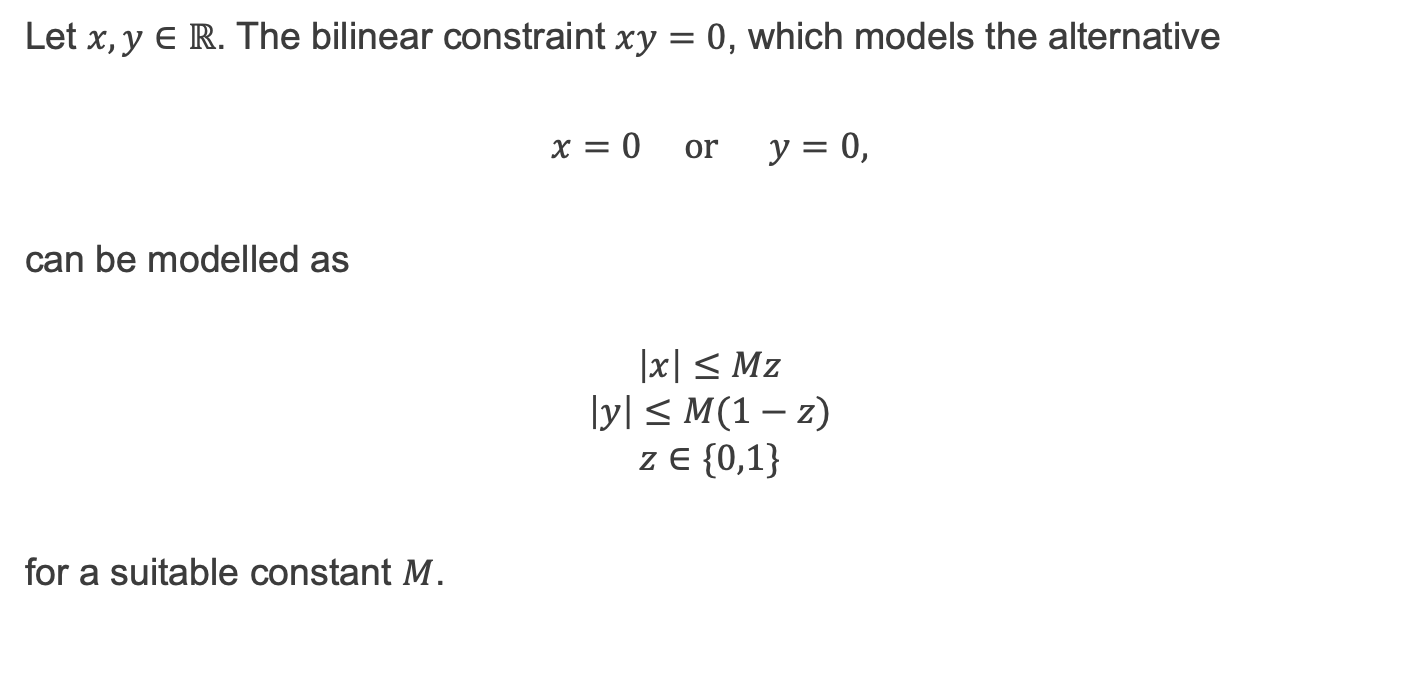 Let x, y ∈ ℝ. The bilinear constraint xy = 0, which models the alternative
x = 0 or y = 0,
can be modelled as
|x| ≤ Mz
|y| ≤ M(1 − z)
z ∈ {0,1}
for a suitable constant M.